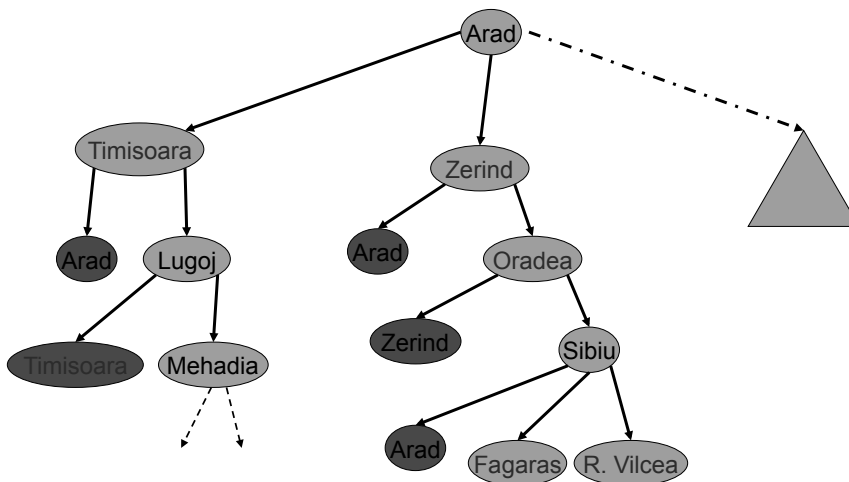 Arad
Timisoara
Zerind
Arad
Lugoj
Arad
Oradea
Timisoara
Mehadia
Zerind
Sibiu
Arad
Fagaras
R. Vilcea